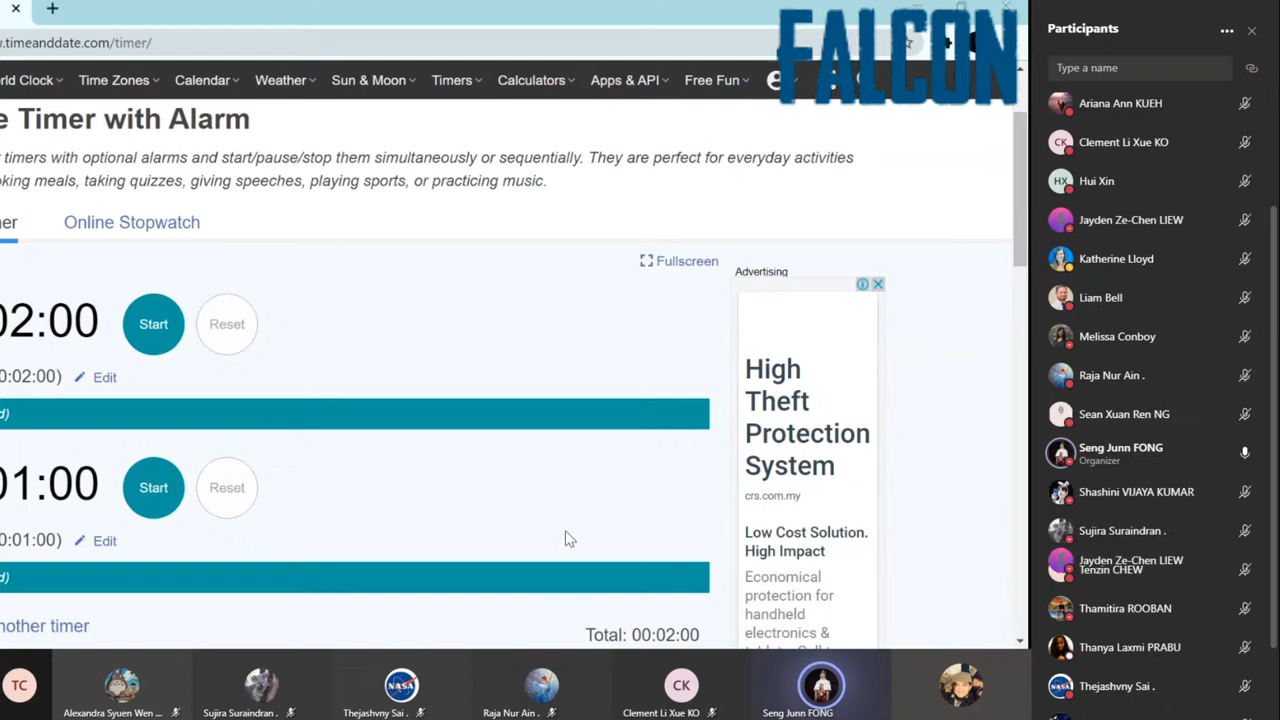 FALCON
w.timeanddate.com/timer/
rld Clock
Time Zones
Calendar
Weather
Sun & Moon
Timers
Calculators
Apps & API
Free Fun
e Timer with Alarm
timers with optional alarms and start/pause/stop them simultaneously or sequentially. They are perfect for everyday activities
oking meals, taking quizzes, giving speeches, playing sports, or practicing music.
ner
Online Stopwatch
Fullscreen
02:00
Start
Reset
0:02:00)
Edit
d)
01:00
Start
Reset
0:01:00)
Edit
d)
nother timer
Total: 00:02:00
Advertising
High
Theft
Protection
System
crs.com.my
Low Cost Solution.
High Impact
Economical
protection for
handheld
electronics &
TC
Alexandra Syuen Wen ...
Sujira Suraindran .
Thejashvny Sai .
Raja Nur Ain .
CK
Clement Li Xue KO
Seng Junn FONG
Participants
Type a name
Ariana Ann KUEH
CK
Clement Li Xue KO
HX
Hui Xin
Jayden Ze-Chen LIEW
Katherine Lloyd
Liam Bell
Melissa Conboy
Raja Nur Ain .
Sean Xuan Ren NG
Seng Junn FONG
Organizer
Shashini VIJAYA KUMAR
Sujira Suraindran .
Jayden Ze-Chen LIEW
Tenzin CHEW
Thamitira ROOBAN
Thanya Laxmi PRABU
Thejashvny Sai .